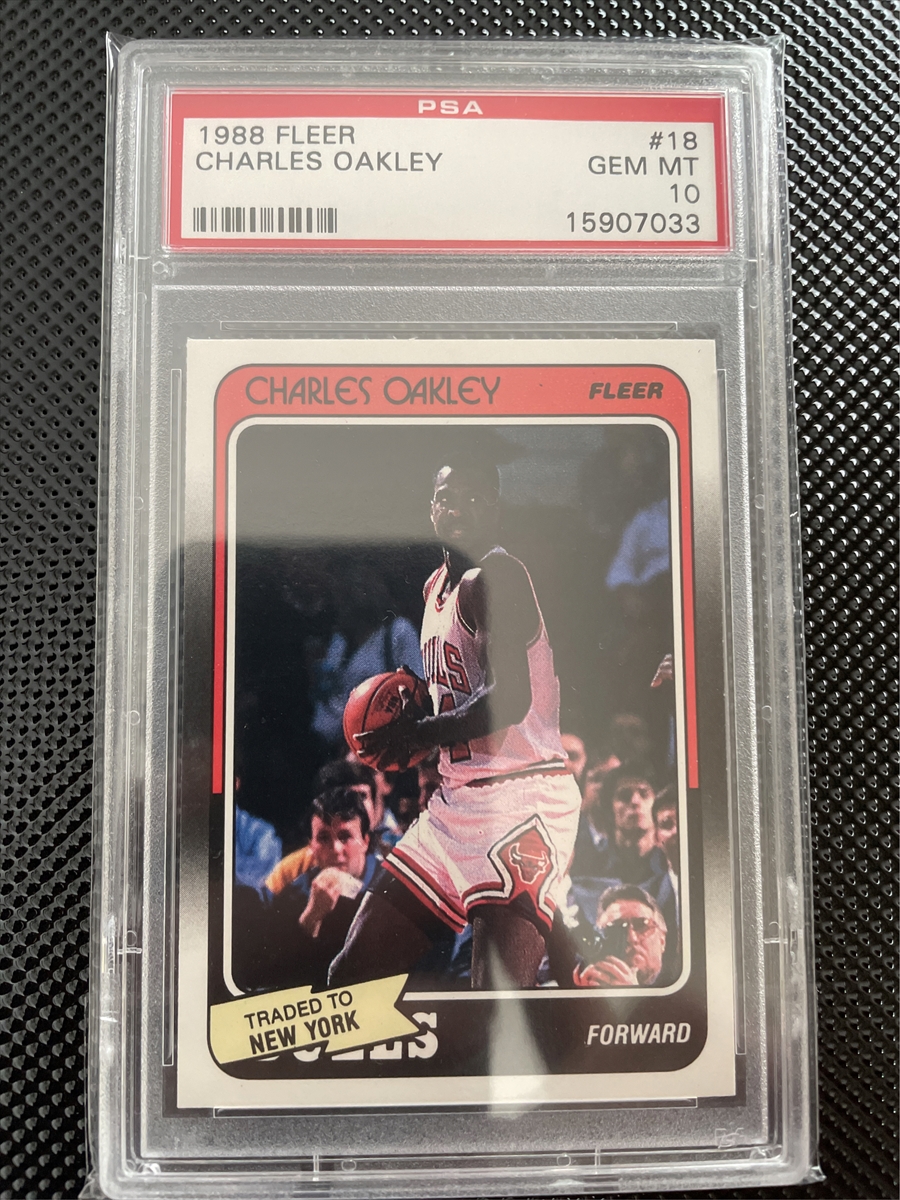 PSA
1988 FLEER #18
CHARLES OAKLEY GEM MT
10
15907033
CHARLES OAKLEY FLEER
TRADED TO
NEW YORK
FORWARD